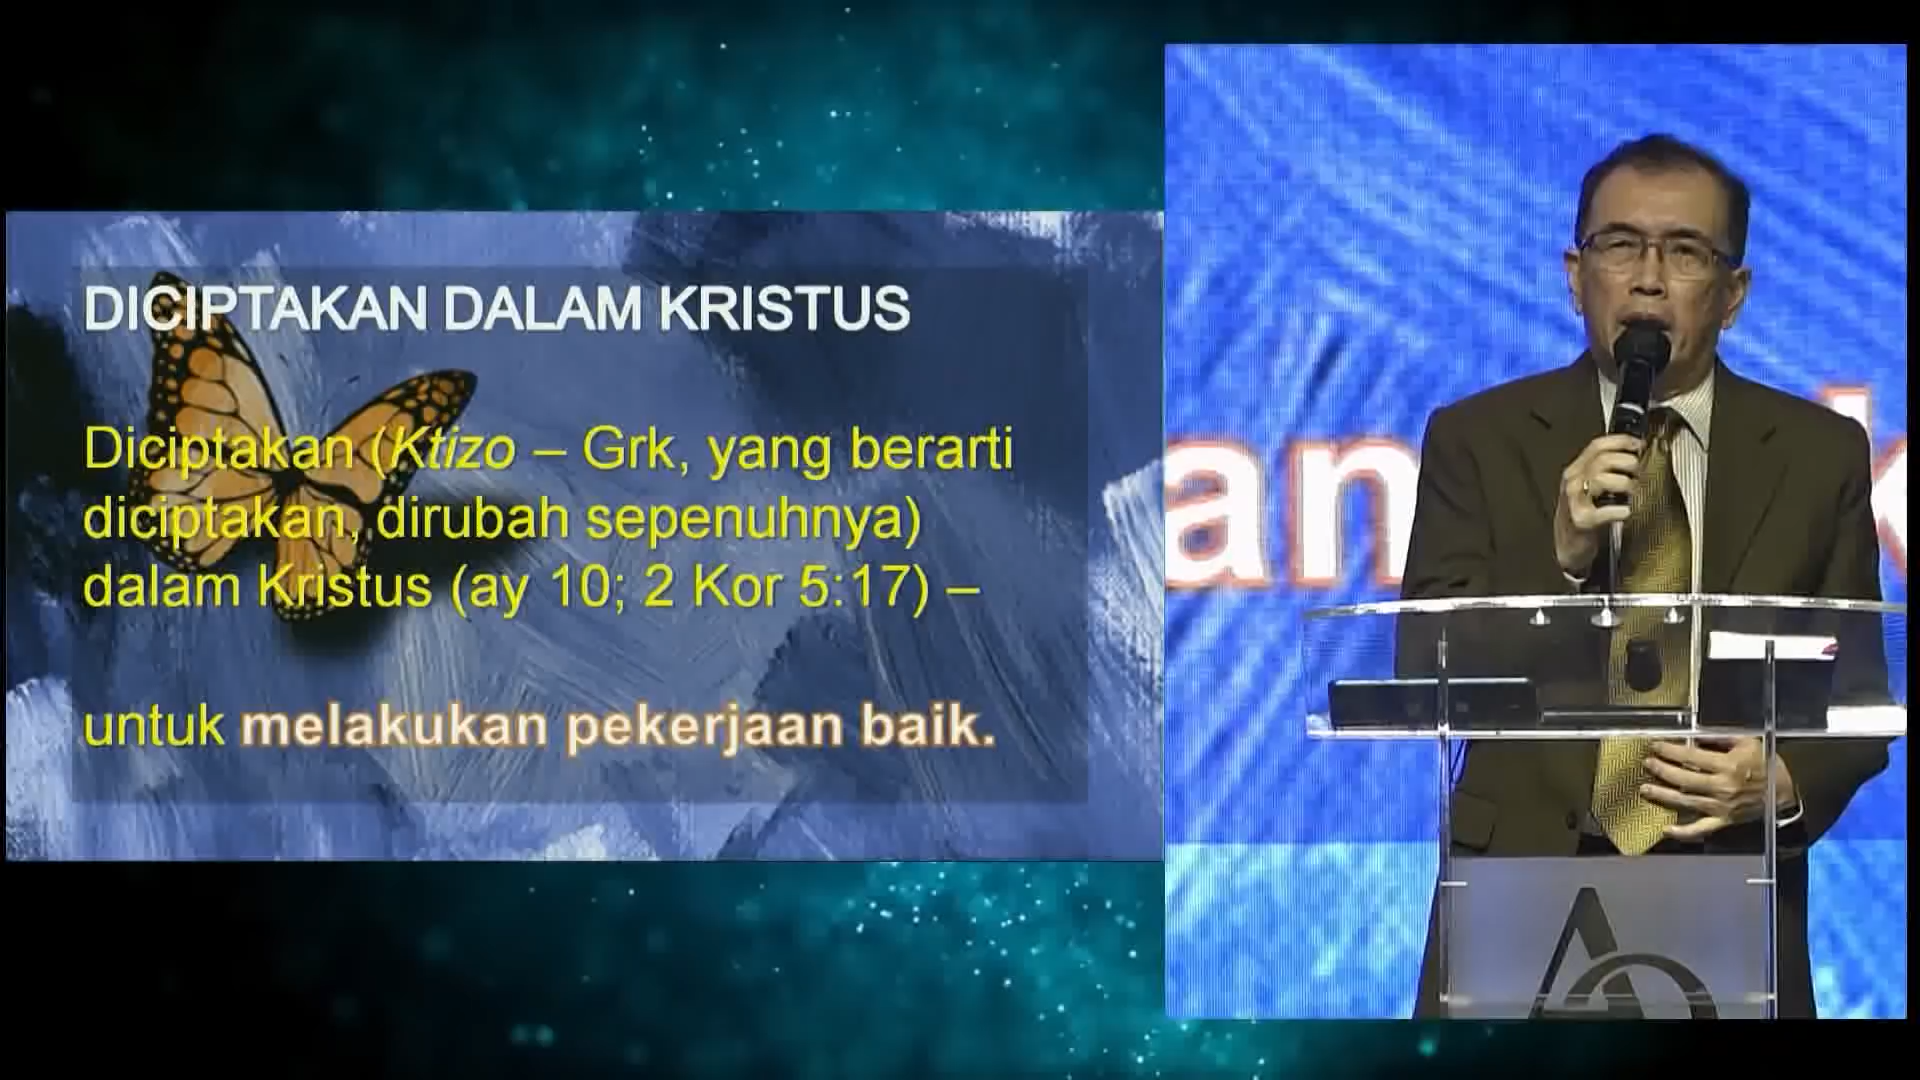 DICIPTAKAN DALAM KRISTUS
Diciptakan (Ktizo – Grk, yang berarti
diciptakan, dirubah sepenuhnya)
dalam Kristus (ay 10; 2 Kor 5:17) –
untuk melakukan pekerjaan baik.
an
k